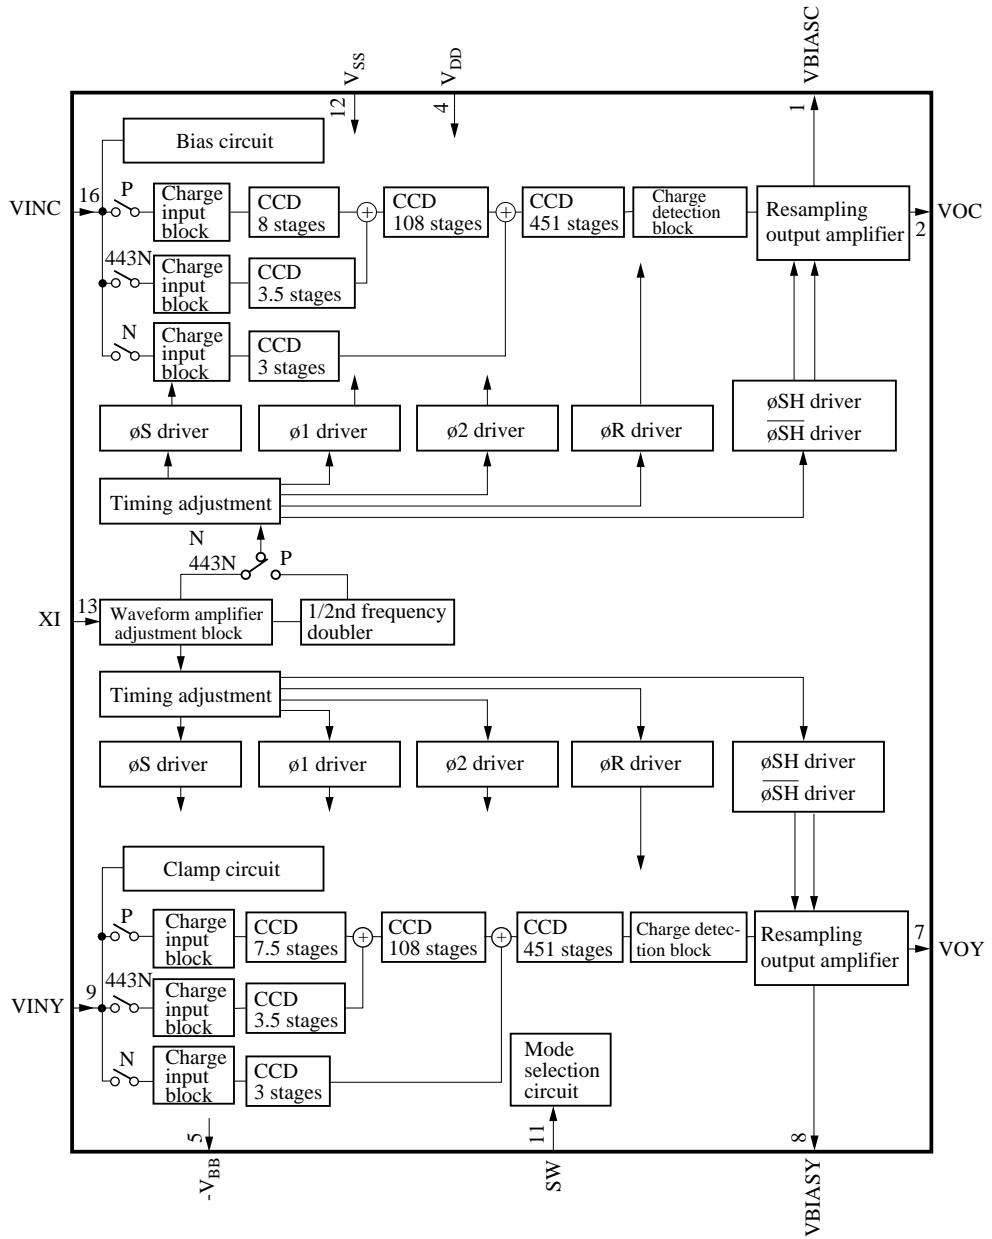 VSS
VDD
VBIASC
12
4
1
Bias circuit
VINC
16
P
Charge
input
block
CCD
8 stages
+
CCD
108 stages
+
CCD
451 stages
Charge
detection
block
Resampling
output amplifier
VOC
2
443N
Charge
input
block
CCD
3.5 stages
N
Charge
input
block
CCD
3 stages
øS driver
ø1 driver
ø2 driver
øR driver
øSH driver
øSH driver
Timing adjustment
N
443N
P
XI
13
Waveform amplifier
adjustment block
1/2nd frequency
doubler
Timing adjustment
øS driver
ø1 driver
ø2 driver
øR driver
øSH driver
øSH driver
Clamp circuit
P
Charge
input
block
CCD
7.5 stages
+
CCD
108 stages
+
CCD
451 stages
Charge detec-
tion block
Resampling
output amplifier
7
VOY
VINY
9
443N
Charge
input
block
CCD
3.5 stages
N
Charge
input
block
CCD
3 stages
Mode
selection
circuit
5
11
8
-VBB
SW
VBIASY